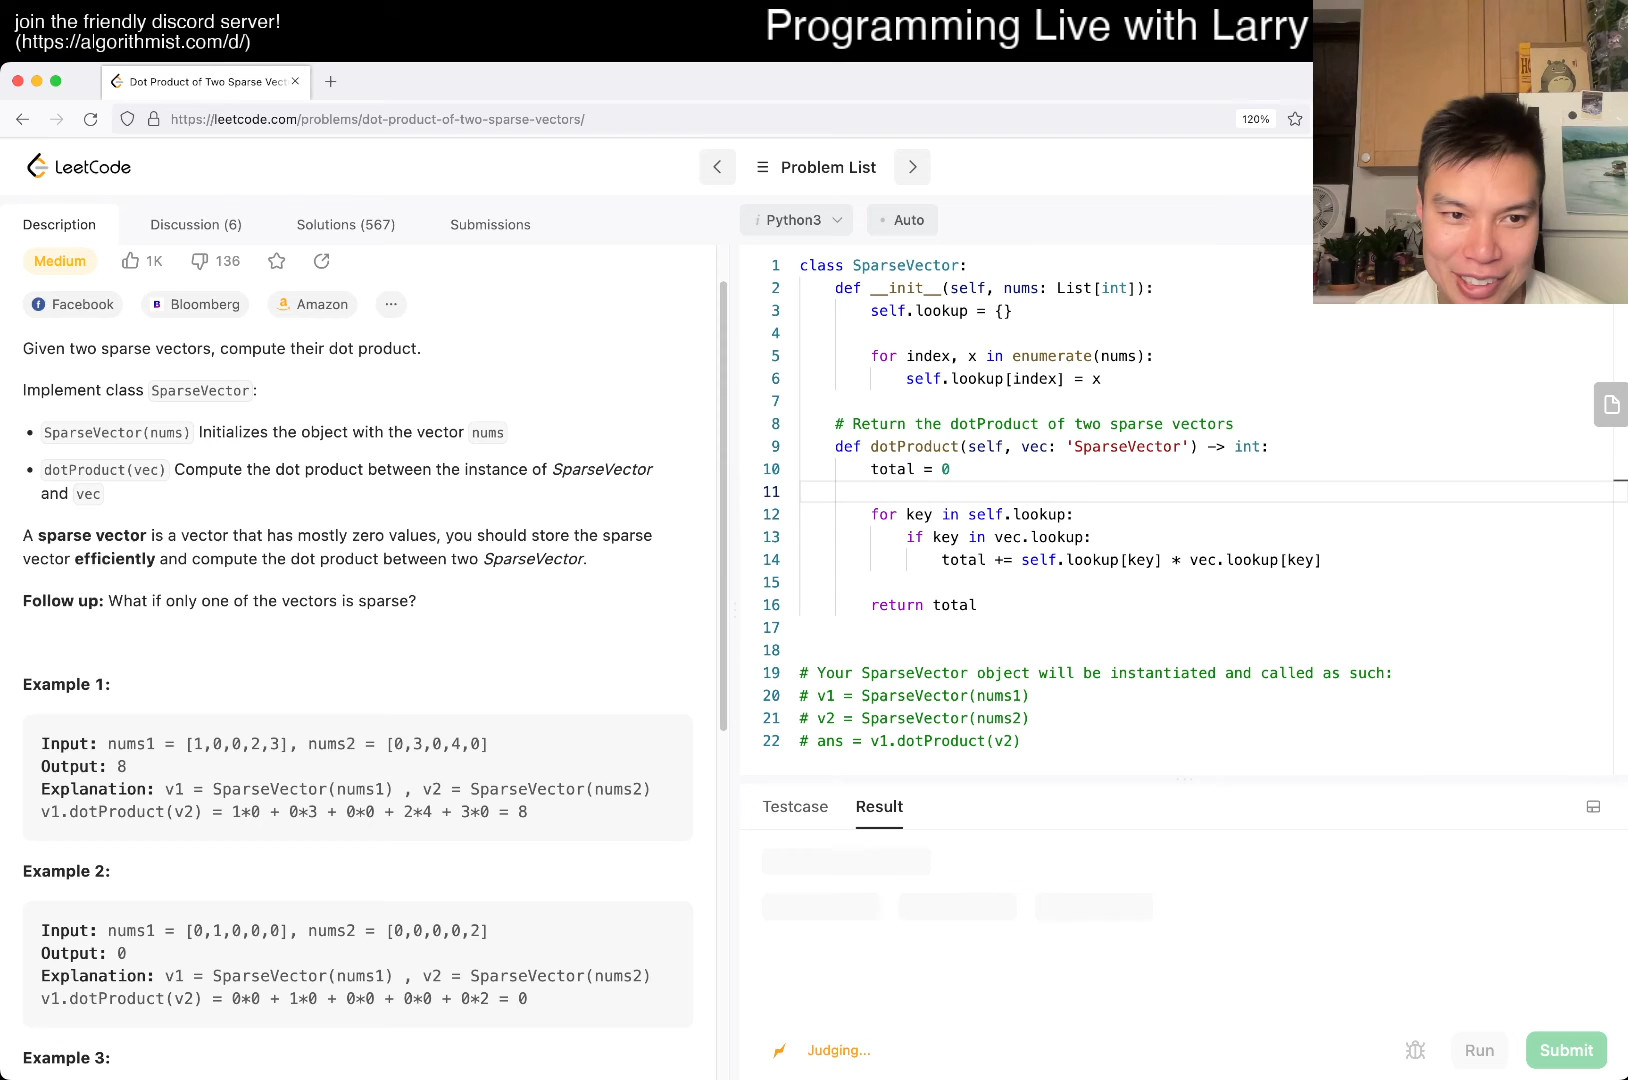 join the friendly discord server!
(https://algorithmist.com/d/)
Programming Live with Larry
Dot Product of Two Sparse Vect
https://leetcode.com/problems/dot-product-of-two-sparse-vectors/
120%
LeetCode
Problem List
Description
Discussion (6)
Solutions (567)
Submissions
Medium
1K
136
Facebook
B Bloomberg
a Amazon
...
Given two sparse vectors, compute their dot product.
Implement class SparseVector:
• SparseVector(nums) Initializes the object with the vector nums
• dotProduct(vec) Compute the dot product between the instance of SparseVector
and vec
A sparse vector is a vector that has mostly zero values, you should store the sparse
vector efficiently and compute the dot product between two SparseVector.
Follow up: What if only one of the vectors is sparse?
Example 1:
Input: nums1 = [1,0,0,2,3], nums2 = [0,3,0,4,0]
Output: 8
Explanation: v1 = SparseVector(nums1) , v2 = SparseVector(nums2)
v1.dotProduct(v2) = 1*0 + 0*3 + 0*0 + 2*4 + 3*0 = 8
Example 2:
Input: nums1 = [0,1,0,0,0], nums2 = [0,0,0,0,2]
Output: 0
Explanation: v1 = SparseVector(nums1) , v2 = SparseVector(nums2)
v1.dotProduct(v2) = 0*0 + 1*0 + 0*0 + 0*0 + 0*2 = 0
Example 3:
i Python3
• Auto
1 class SparseVector:
2 def __init__(self, nums: List[int]):
3 self.lookup = {}
4
5 for index, x in enumerate(nums):
6 self.lookup[index] = x
7
8 # Return the dotProduct of two sparse vectors
9 def dotProduct(self, vec: 'SparseVector') -> int:
10 total = 0
11
12 for key in self.lookup:
13 if key in vec.lookup:
14 total += self.lookup[key] * vec.lookup[key]
15
16 return total
17
18
19 # Your SparseVector object will be instantiated and called as such:
20 # v1 = SparseVector(nums1)
21 # v2 = SparseVector(nums2)
22 # ans = v1.dotProduct(v2)
Testcase
Result
Judging...
Run
Submit